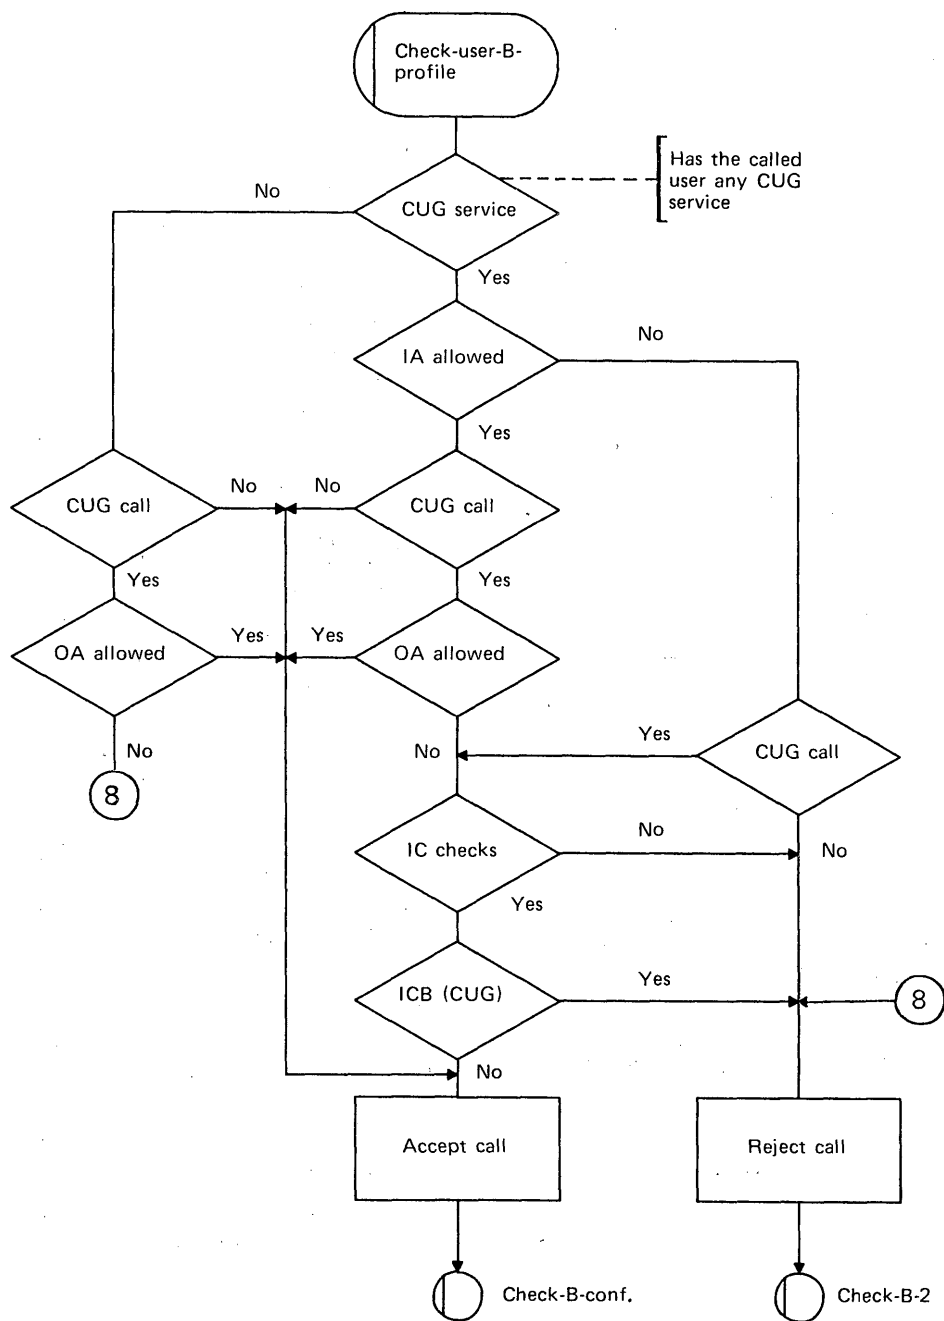 Check-user-B-
profile
Has the called
user any CUG
service
No
CUG service
Yes
No
IA allowed
Yes
CUG call
No
No
CUG call
Yes
Yes
OA allowed
Yes
Yes
OA allowed
No
No
Yes
CUG call
8
IC checks
No
No
Yes
ICB (CUG)
Yes
8
No
Accept call
Reject call
Check-B-conf.
Check-B-2